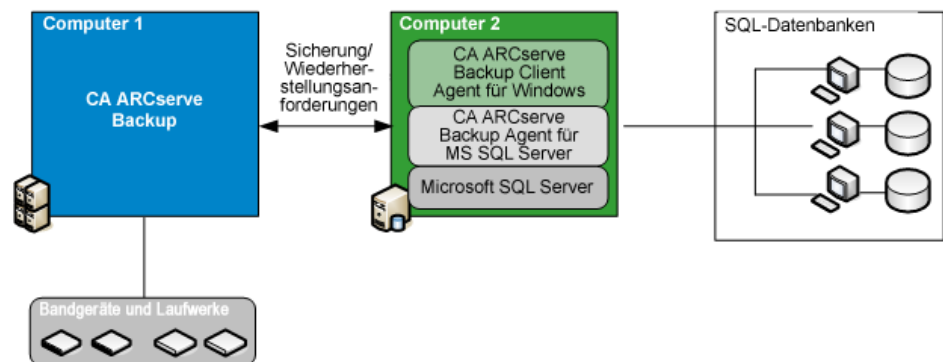 Computer 1
CA ARCserve
Backup
Sicherung/
Wiederher-
stellungsan-
forderungen
Computer 2
CA ARCserve
Backup Client
Agent für Windows
CA ARCserve
Backup Agent für
MS SQL Server
Microsoft SQL Server
SQL-Datenbanken
Bandgeräte und Laufwerke